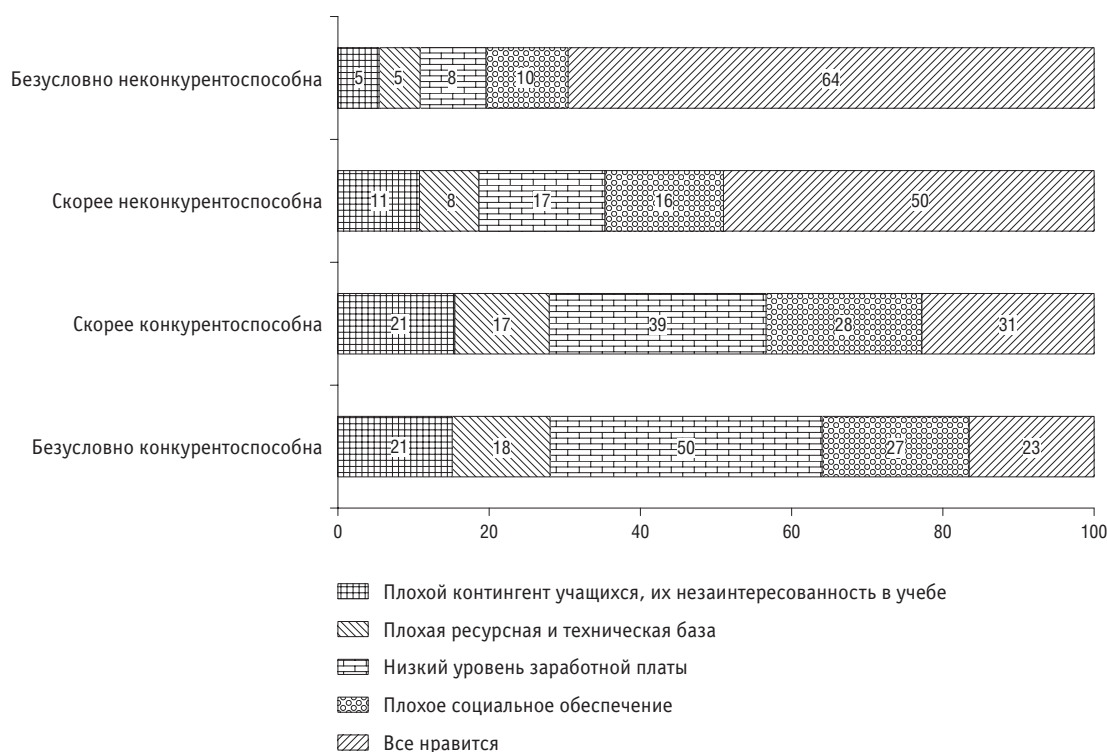 Безусловно неконкурентоспособна
5 5 8 10 64
Скорее неконкурентоспособна
11 8 17 16 50
Скорее конкурентоспособна
21 17 39 28 31
Безусловно конкурентоспособна
21 18 50 27 23
0 20 40 60 80 100
Плохой контингент учащихся, их незаинтересованность в учебе
Плохая ресурсная и техническая база
Низкий уровень заработной платы
Плохое социальное обеспечение
Все нравится